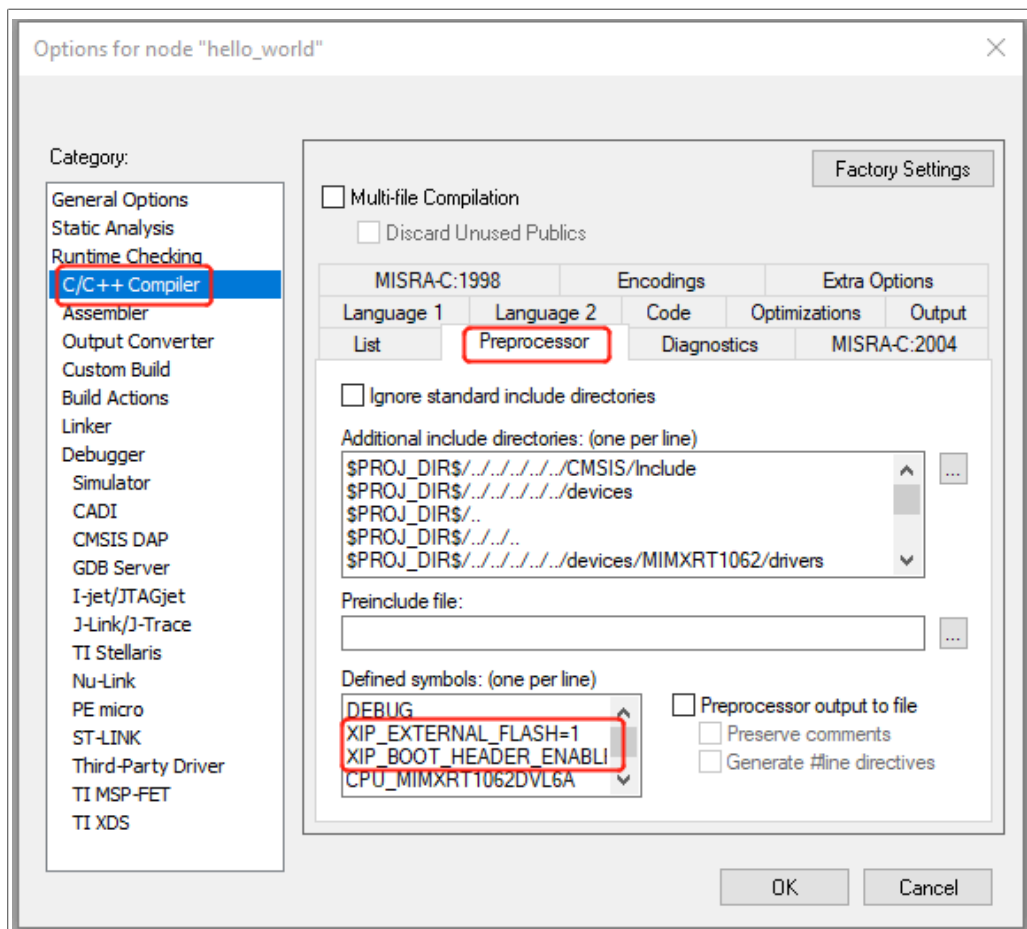 Options for node "hello_world"
Category:
General Options
Static Analysis
Runtime Checking
C/C++ Compiler
Assembler
Output Converter
Custom Build
Build Actions
Linker
Debugger
Simulator
CADI
CMSIS DAP
GDB Server
I-jet/JTAGjet
J-Link/J-Trace
TI Stellaris
Nu-Link
PE micro
ST-LINK
Third-Party Driver
TI MSP-FET
TI XDS
Factory Settings
Multi-file Compilation
Discard Unused Publics
MISRA-C:1998 Encodings Extra Options
Language 1 Language 2 Code Optimizations Output
List Preprocessor Diagnostics MISRA-C:2004
Ignore standard include directories
Additional include directories: (one per line)
$PROJ_DIR$/../../../../../../CMSIS/Include
$PROJ_DIR$/../../../../../../devices
$PROJ_DIR$/..
$PROJ_DIR$/../../..
$PROJ_DIR$/../../../../../../devices/MIMXRT1062/drivers
...
Preinclude file:
...
Defined symbols: (one per line)
DEBUG
XIP_EXTERNAL_FLASH=1
XIP_BOOT_HEADER_ENABLI
CPU_MIMXRT1062DVL6A
Preprocessor output to file
Preserve comments
Generate #line directives
OK Cancel